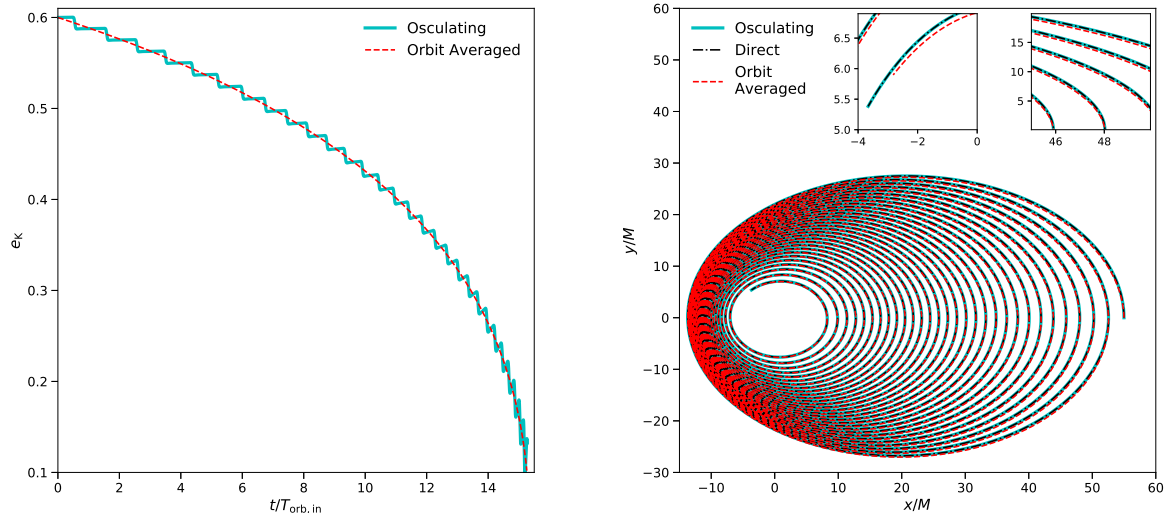 0.6
0.5
0.4
0.3
0.2
0.1
e_K
0 2 4 6 8 10 12 14
t/T_orb, in
Osculating
Orbit Averaged
60
50
40
30
20
10
0
−10
−20
−30
y/M
−10 0 10 20 30 40 50 60
x/M
Osculating
Direct
Orbit
Averaged
6.5
6.0
5.5
5.0
−4 −2 0
15
10
5
46 48